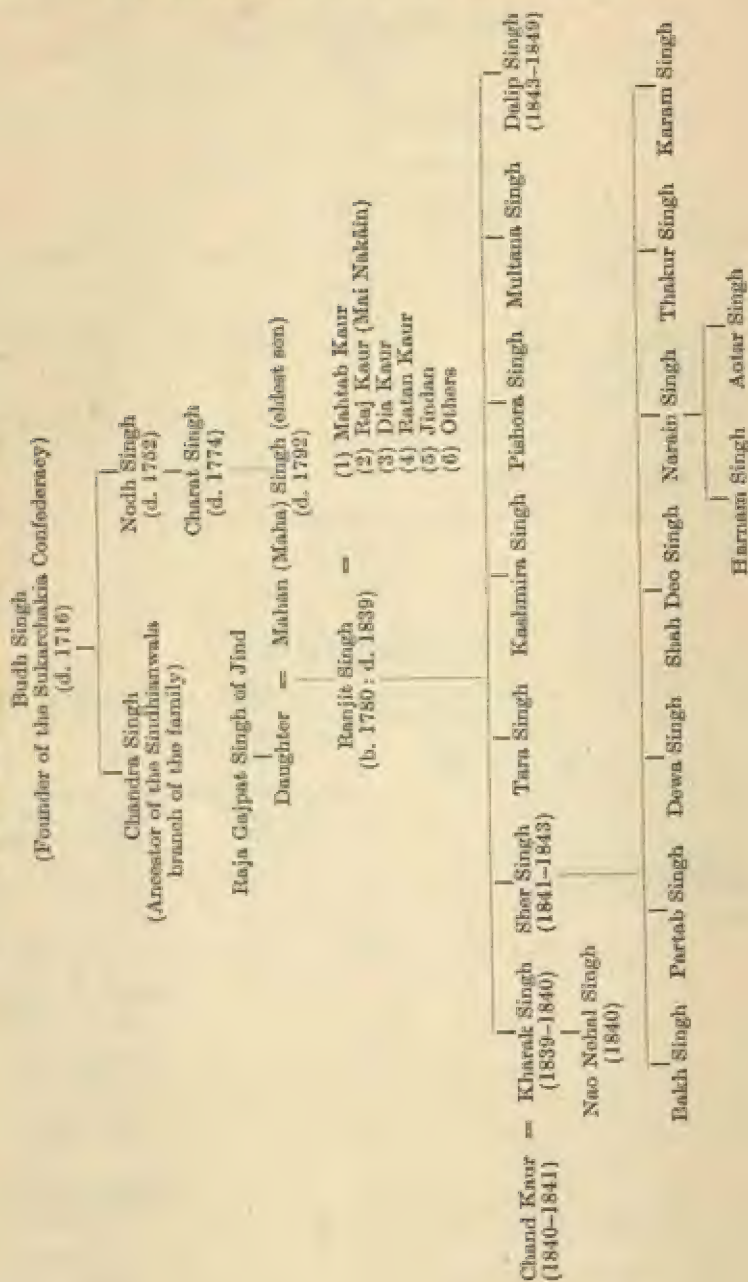 Budh Singh
(Founder of the Sukarchakia Confederacy)
(d. 1716)
Chandra Singh
(Ancestor of the Sindhianwala
branch of the family)
Nodh Singh
(d. 1752)
Charat Singh
(d. 1774)
Raja Gajpat Singh of Jind
Daughter = Mahan (Maha) Singh (eldest son)
(d. 1792)
Ranjit Singh =
(b. 1780 : d. 1839)
(1) Mahtab Kaur
(2) Raj Kaur (Mai Nakāin)
(3) Dia Kaur
(4) Ratan Kaur
(5) Jindan
(6) Others
Chand Kaur = Kharak Singh Sher Singh Tara Singh Kashmira Singh Pishora Singh Multana Singh Dalip Singh
(1840–1841) (1839–1840) (1841–1843) (1843–1849)
Nao Nehal Singh
(1840)
Bakh Singh Partab Singh Dewa Singh Shah Deo Singh Narain Singh Thakur Singh Karam Singh
Harnam Singh Aotar Singh